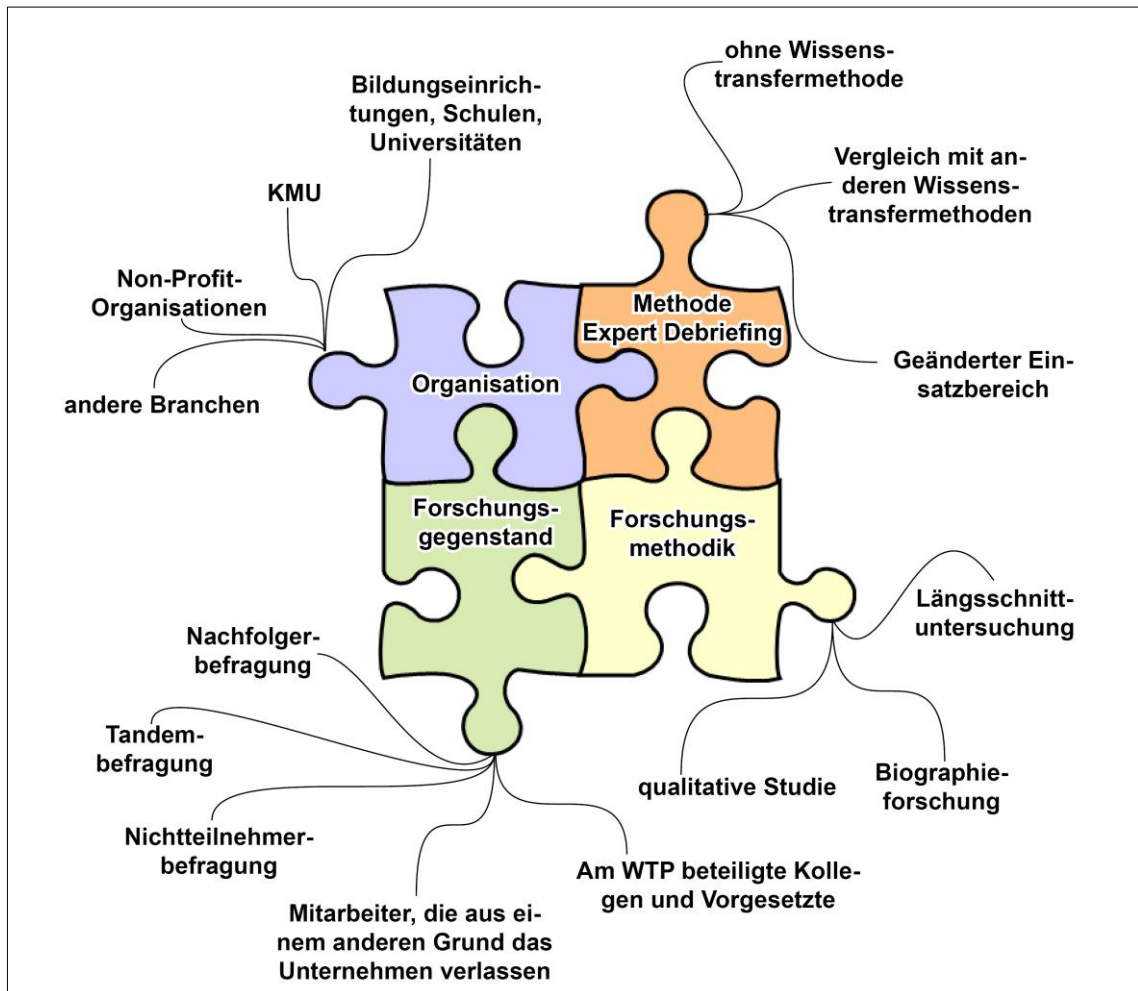 ohne Wissens-
transfermethode
Bildungseinrich-
tungen, Schulen,
Universitäten
Vergleich mit an-
deren Wissens-
transfermethoden
KMU
Non-Profit-
Organisationen
Methode
Expert Debriefing
Geänderter Ein-
satzbereich
Organisation
andere Branchen
Forschungs-
gegenstand
Forschungs-
methodik
Längsschnitt-
untersuchung
Nachfolger-
befragung
Tandem-
befragung
qualitative Studie
Biographie-
forschung
Nichtteilnehmer-
befragung
Am WTP beteiligte Kolle-
gen und Vorgesetzte
Mitarbeiter, die aus ei-
nem anderen Grund das
Unternehmen verlassen